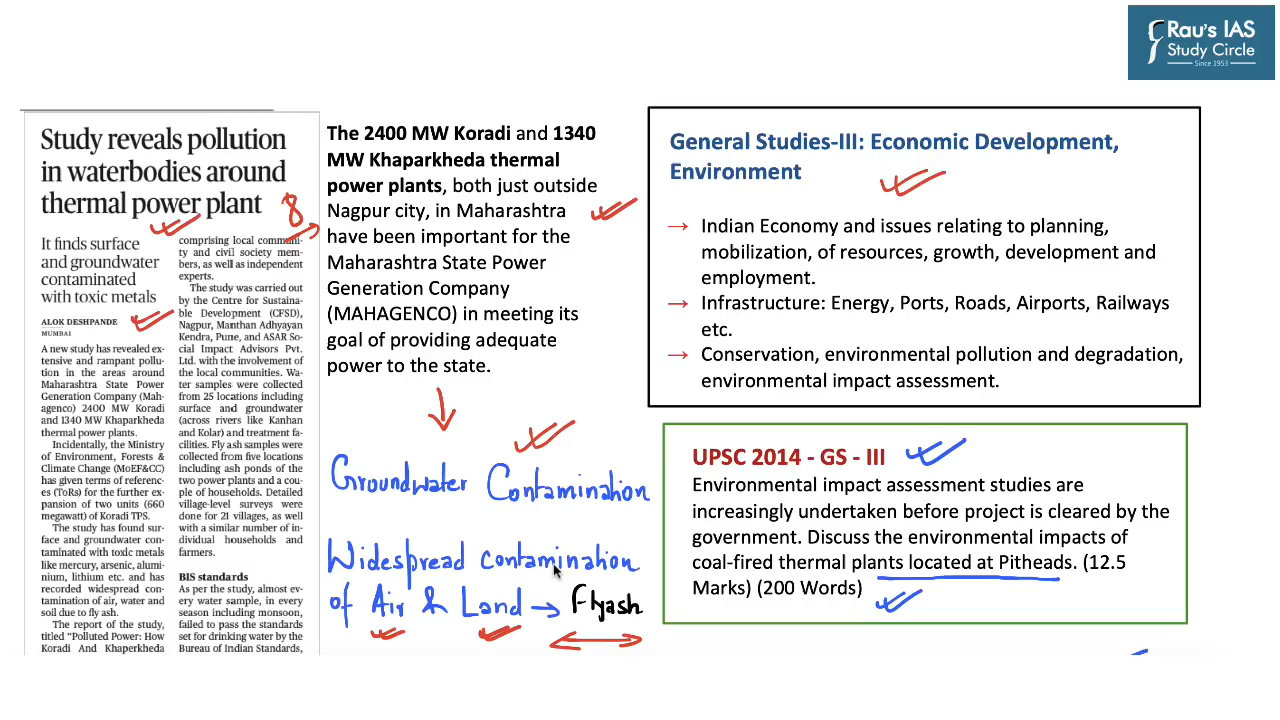 Rau's IAS
Study Circle
Since 1953
Study reveals pollution
in waterbodies around
thermal power plant
8
It finds surface
and groundwater
contaminated
with toxic metals
ALOK DESHPANDE
MUMBAI
A new study has revealed ex-
tensive and rampant pollu-
tion in the areas around
Maharashtra State Power
Generation Company (Mah-
agenco) 2400 MW Koradi
and 1340 MW Khaparkheda
thermal power plants.
Incidentally, the Ministry
of Environment, Forests &
Climate Change (MoEF&CC)
has given terms of referenc-
es (ToRs) for the further ex-
pansion of two units (660
megawatt) of Koradi TPS.
The study has found sur-
face and groundwater con-
taminated with toxic metals
like mercury, arsenic, alumi-
nium, lithium etc. and has
recorded widespread con-
tamination of air, water and
soil due to fly ash.
The report of the study,
titled "Polluted Power: How
Koradi And Khaperkheda
comprising local communi-
ty and civil society mem-
bers, as well as independent
experts.
The study was carried out
by the Centre for Sustaina-
ble Development (CFSD),
Nagpur, Manthan Adhyayan
Kendra, Pune, and ASAR So-
cial Impact Advisors Pvt.
Ltd. with the involvement of
the local communities. Wa-
ter samples were collected
from 25 locations including
surface and groundwater
(across rivers like Kanhan
and Kolar) and treatment fa-
cilities. Fly ash samples were
collected from five locations
including ash ponds of the
two power plants and a cou-
ple of households. Detailed
village-level surveys were
done for 21 villages, as well
with a similar number of in-
dividual households and
farmers.
BIS standards
As per the study, almost ev-
ery water sample, in every
season including monsoon,
failed to pass the standards
set for drinking water by the
Bureau of Indian Standards,
The 2400 MW Koradi and 1340
MW Khaparkheda thermal
power plants, both just outside
Nagpur city, in Maharashtra
have been important for the
Maharashtra State Power
Generation Company
(MAHAGENCO) in meeting its
goal of providing adequate
power to the state.
Groundwater Contamination
Widespread contamination
of Air & Land → Flyash
General Studies-III: Economic Development,
Environment
→ Indian Economy and issues relating to planning,
mobilization, of resources, growth, development and
employment.
→ Infrastructure: Energy, Ports, Roads, Airports, Railways
etc.
→ Conservation, environmental pollution and degradation,
environmental impact assessment.
UPSC 2014 - GS - III
Environmental impact assessment studies are
increasingly undertaken before project is cleared by the
government. Discuss the environmental impacts of
coal-fired thermal plants located at Pitheads. (12.5
Marks) (200 Words)